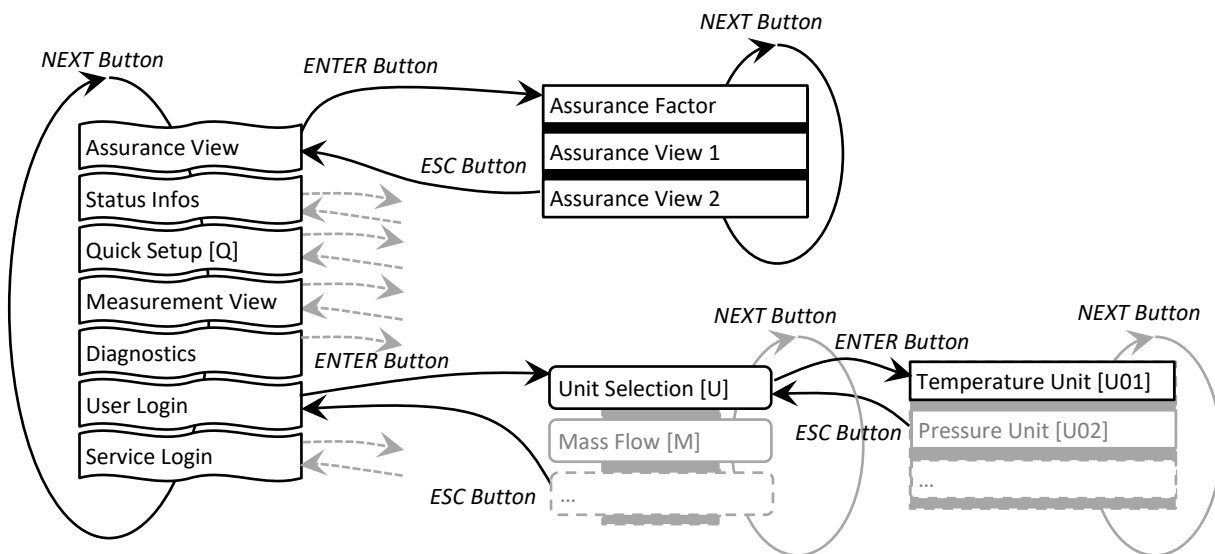 NEXT Button
NEXT Button
ENTER Button
Assurance Factor
Assurance View
Assurance View 1
ESC Button
Status Infos
Assurance View 2
Quick Setup [Q]
Measurement View
NEXT Button
NEXT Button
Diagnostics
ENTER Button
ENTER Button
User Login
Unit Selection [U]
Temperature Unit [U01]
ESC Button
Mass Flow [M]
Pressure Unit [U02]
Service Login
ESC Button
...
...